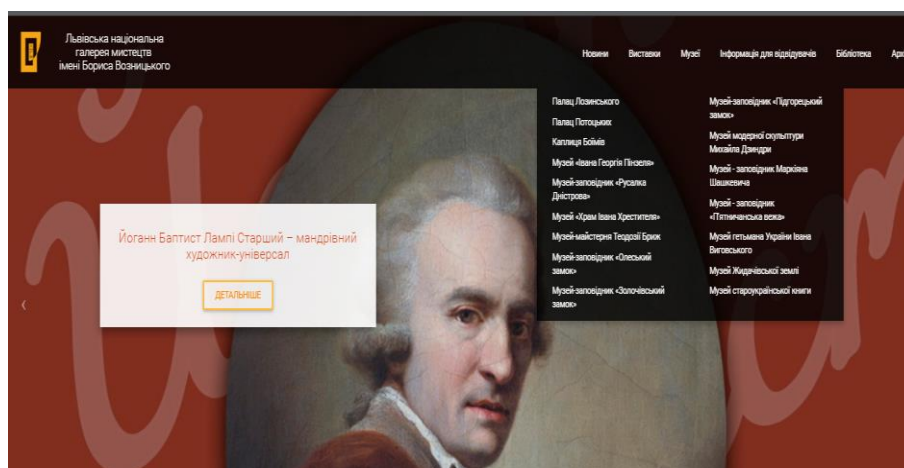 Львівська національна
галерея мистецтв
імені Бориса Возницького
Новини
Виставки
Музеї
Інформація для відвідувачів
Бібліотека
Палац Лозинського
Палац Потоцьких
Каплиця Боїмів
Музей «Івана Георгія Пінзеля»
Музей-заповідник «Русалка
Дністрова»
Музей «Храм Івана Хрестителя»
Музей-майстерня Теодозії Бриж
Музей-заповідник «Олеський
замок»
Музей-заповідник «Золочівський
замок»
Музей-заповідник «Підгорецький
замок»
Музей модерної скульптури
Михайла Дзиндри
Музей - заповідник Маркіяна
Шашкевича
Музей - заповідник
«П'ятничанська вежа»
Музей гетьмана України Івана
Виговського
Музей Жидачівської землі
Музей староукраїнської книги
Йоганн Баптист Лампі Старший – мандрівний
художник-універсал
ДЕТАЛЬНІШЕ